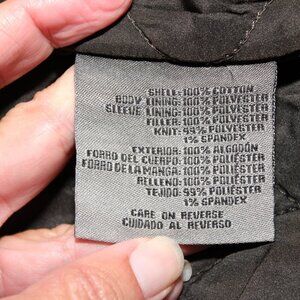 SHELL: 100% COTTON
BODY LINING: 100% POLYESTER
SLEEVE LINING: 100% POLYESTER
FILLER: 100% POLYESTER
KNIT: 99% POLYESTER
1% SPANDEX
EXTERIOR: 100% ALGODÓN
FORRO DEL CUERPO: 100% POLIÉSTER
FORRO DE LA MANGA: 100% POLIÉSTER
RELLENO: 100% POLIÉSTER
TEJIDO: 99% POLIÉSTER
1% SPANDEX
CARE ON REVERSE
CUIDADO AL REVERSO